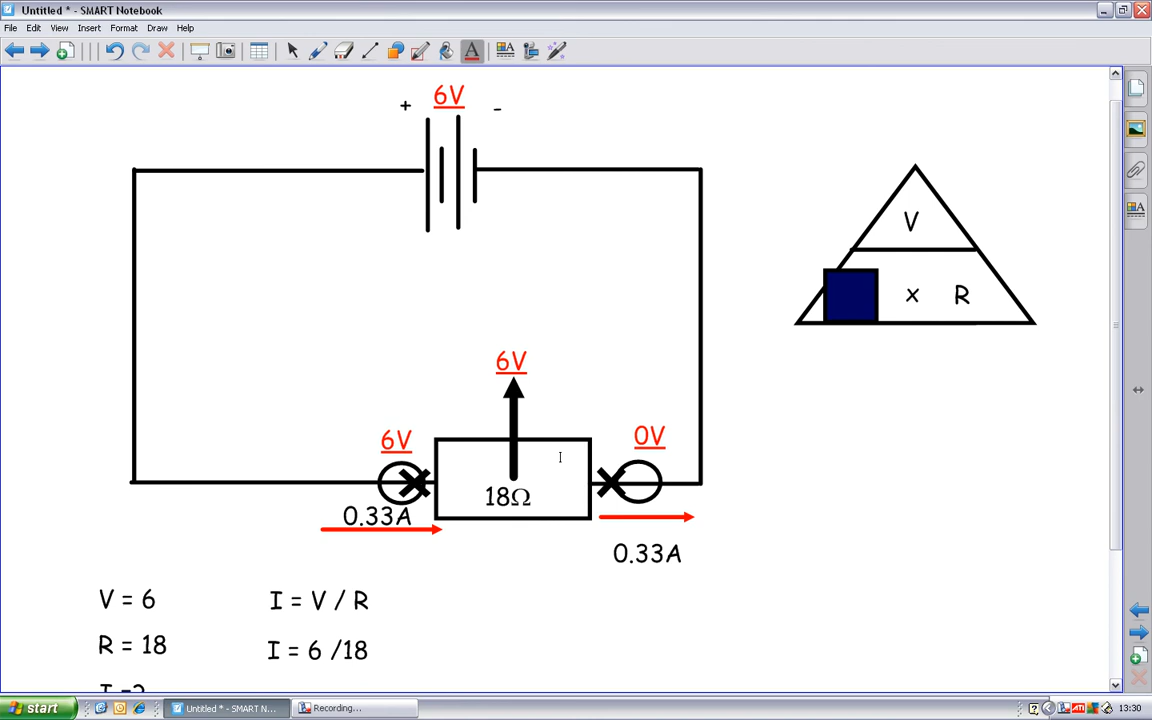 Untitled * - SMART Notebook
File Edit View Insert Format Draw Help
6V
+ -
V
x R
6V
6V
0V
18Ω
0.33A
0.33A
V = 6
I = V / R
R = 18
I = 6 /18
I =?
start
Untitled * - SMART N...
Recording...
13:30